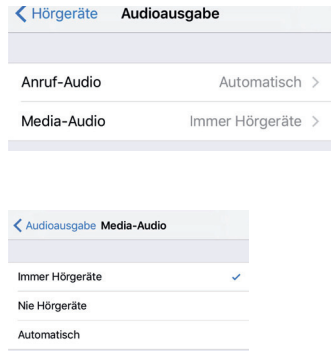 Hörgeräte Audioausgabe
Anruf-Audio Automatisch
Media-Audio Immer Hörgeräte
Audioausgabe Media-Audio
Immer Hörgeräte
Nie Hörgeräte
Automatisch